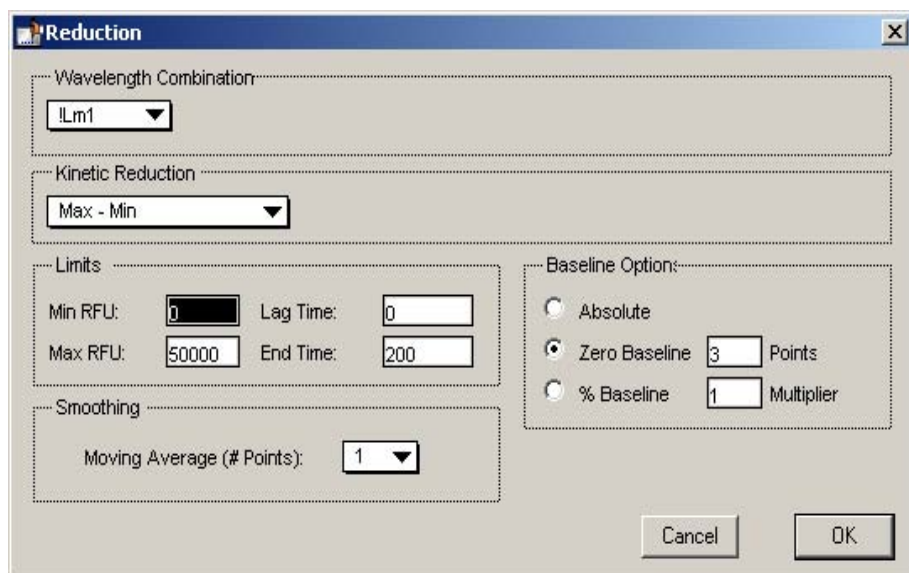 Reduction
Wavelength Combination
!Lm1
Kinetic Reduction
Max - Min
Limits
Min RFU: 0 Lag Time: 0
Max RFU: 50000 End Time: 200
Baseline Options
Absolute
Zero Baseline 3 Points
% Baseline 1 Multiplier
Smoothing
Moving Average (# Points): 1
Cancel OK